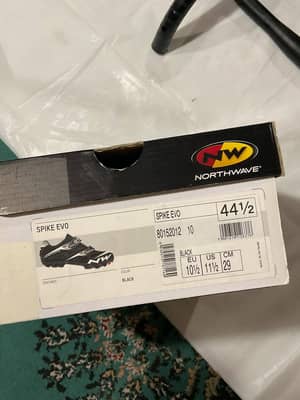 NW
NORTHWAVE®
SPIKE EVO
BLACK
NW
SPIKE EVO 44½
80152012 10
BLACK
EU US CM
10½ 11½ 29